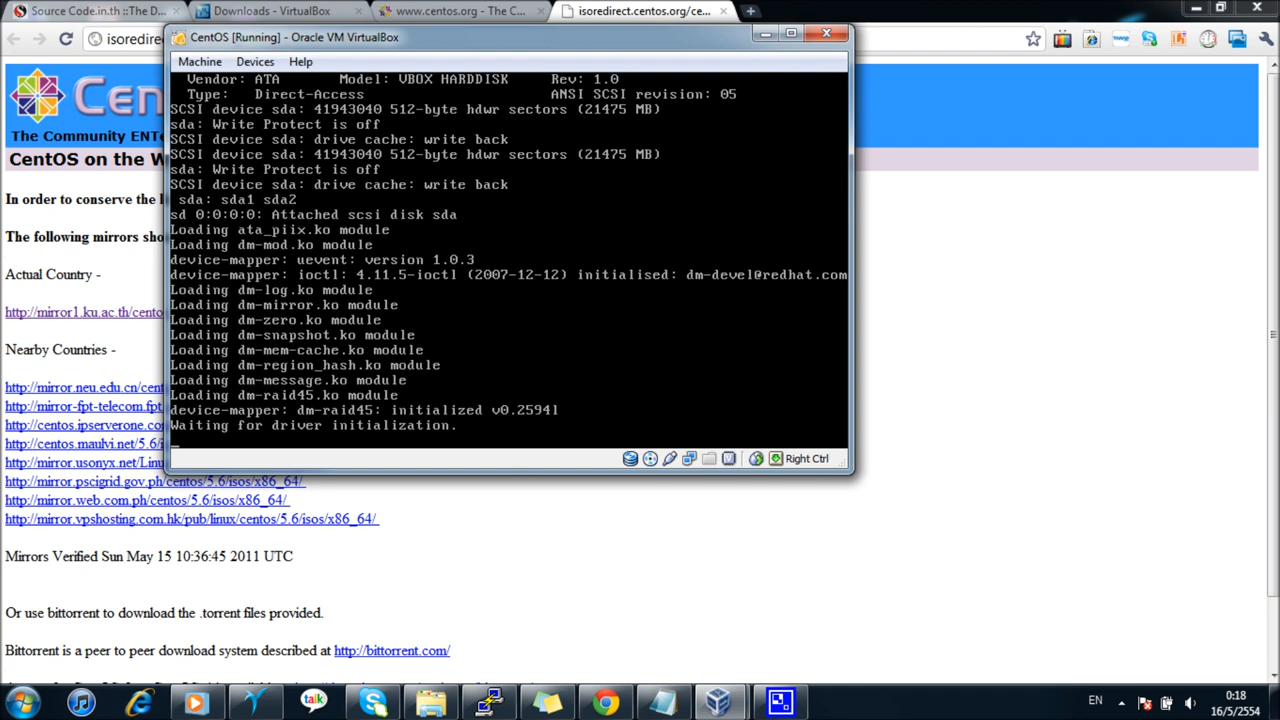 Source Code.in.th ::The D...
Downloads - VirtualBox
www.centos.org - The C...
isoredirect.centos.org/ce...
isoredire
CentOS [Running] - Oracle VM VirtualBox
Machine Devices Help
Vendor: ATA Model: VBOX HARDDISK Rev: 1.0
Type: Direct-Access ANSI SCSI revision: 05
SCSI device sda: 41943040 512-byte hdwr sectors (21475 MB)
sda: Write Protect is off
SCSI device sda: drive cache: write back
SCSI device sda: 41943040 512-byte hdwr sectors (21475 MB)
sda: Write Protect is off
SCSI device sda: drive cache: write back
sda: sda1 sda2
sd 0:0:0:0: Attached scsi disk sda
Loading ata_piix.ko module
Loading dm-mod.ko module
device-mapper: uevent: version 1.0.3
device-mapper: ioctl: 4.11.5-ioctl (2007-12-12) initialised: dm-devel@redhat.com
Loading dm-log.ko module
Loading dm-mirror.ko module
Loading dm-zero.ko module
Loading dm-snapshot.ko module
Loading dm-mem-cache.ko module
Loading dm-region_hash.ko module
Loading dm-message.ko module
Loading dm-raid45.ko module
device-mapper: dm-raid45: initialized v0.2594l
Waiting for driver initialization.
Right Ctrl
Cen
The Community ENTe
CentOS on the W
In order to conserve the l
The following mirrors sho
Actual Country -
http://mirror1.ku.ac.th/cento
Nearby Countries -
http://mirror.neu.edu.cn/cent
http://mirror-fpt-telecom.fpt.
http://centos.ipserverone.co
http://centos.maulvi.net/5.6/i
http://mirror.usonyx.net/Linu
http://mirror.pscigrid.gov.ph/centos/5.6/isos/x86_64/
http://mirror.web.com.ph/centos/5.6/isos/x86_64/
http://mirror.vpshosting.com.hk/pub/linux/centos/5.6/isos/x86_64/
Mirrors Verified Sun May 15 10:36:45 2011 UTC
Or use bittorrent to download the .torrent files provided.
Bittorrent is a peer to peer download system described at http://bittorrent.com/
talk
EN
0:18
16/5/2554